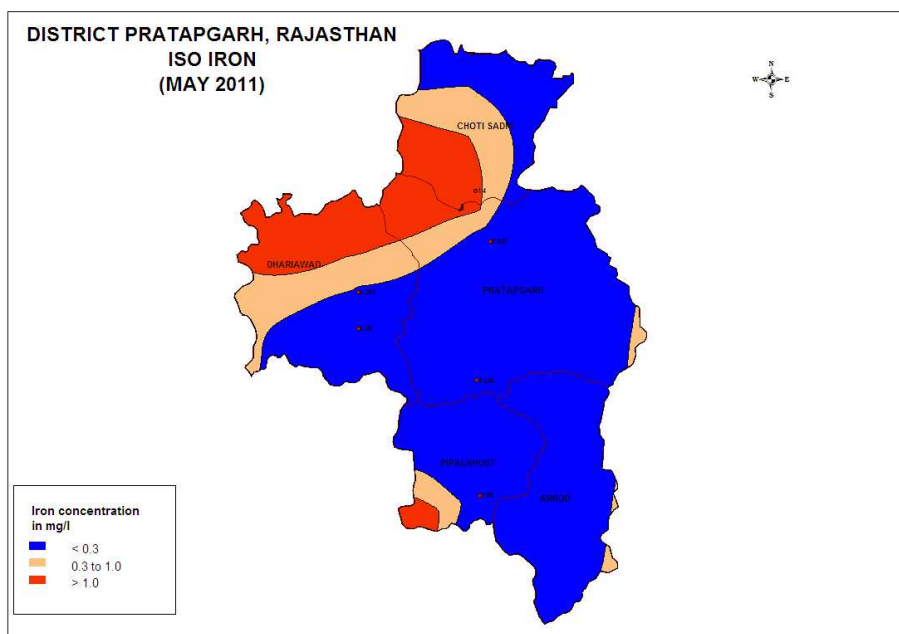 DISTRICT PRATAPGARH, RAJASTHAN
ISO IRON
(MAY 2011)
N
W E
S
CHOTI SADRI
DHARIAWAD
PRATAPGARH
PIPALKHUNT
ARNOD
Iron concentration
in mg/l
< 0.3
0.3 to 1.0
> 1.0